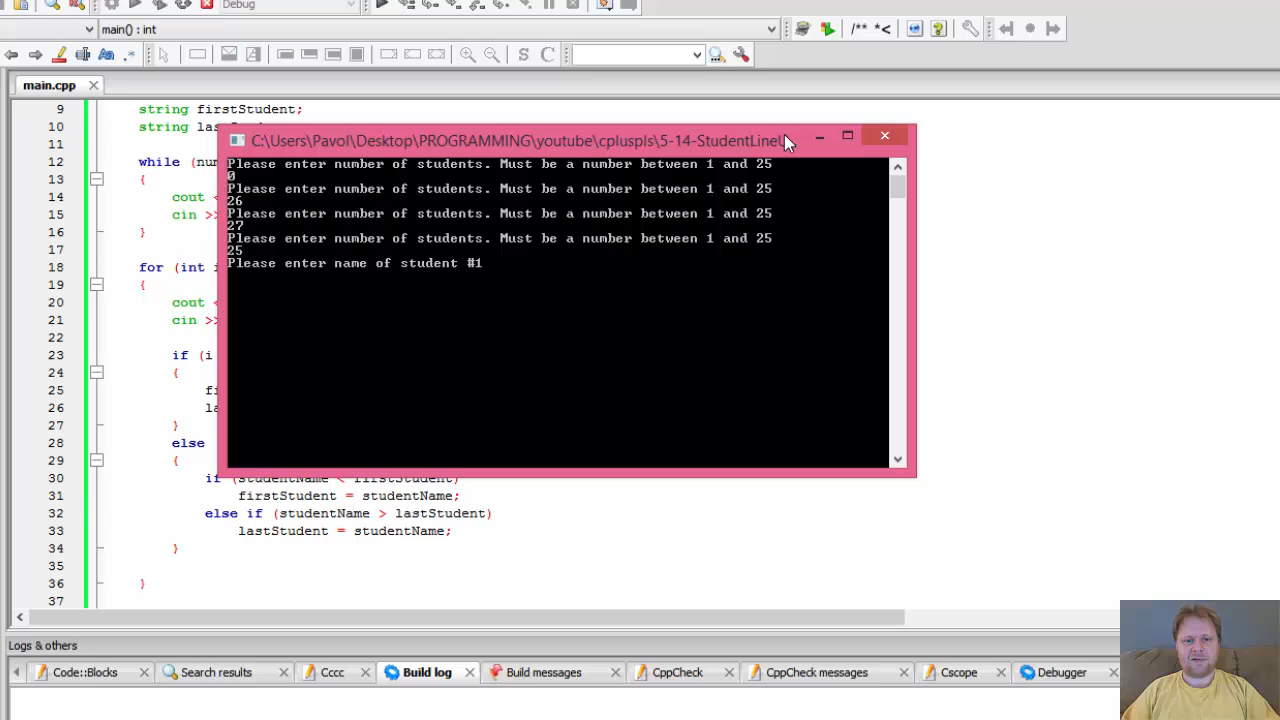 Debug
main() : int
/** *<
S C
main.cpp
9 string firstStudent;
10 string las
11
12 while (num
13 {
14 cout <
15 cin >>
16 }
17
18 for (int i
19 {
20 cout <
21 cin >>
22
23 if (i
24 {
25 fi
26 la
27 }
28 else
29 {
30 if (studentName < firstStudent)
31 firstStudent = studentName;
32 else if (studentName > lastStudent)
33 lastStudent = studentName;
34 }
35
36 }
37
C:\Users\Pavol\Desktop\PROGRAMMING\youtube\cpluspls\5-14-StudentLineU
Please enter number of students. Must be a number between 1 and 25
0
Please enter number of students. Must be a number between 1 and 25
26
Please enter number of students. Must be a number between 1 and 25
27
Please enter number of students. Must be a number between 1 and 25
25
Please enter name of student #1
Logs & others
Code::Blocks Search results Cccc Build log Build messages CppCheck CppCheck messages Cscope Debugger